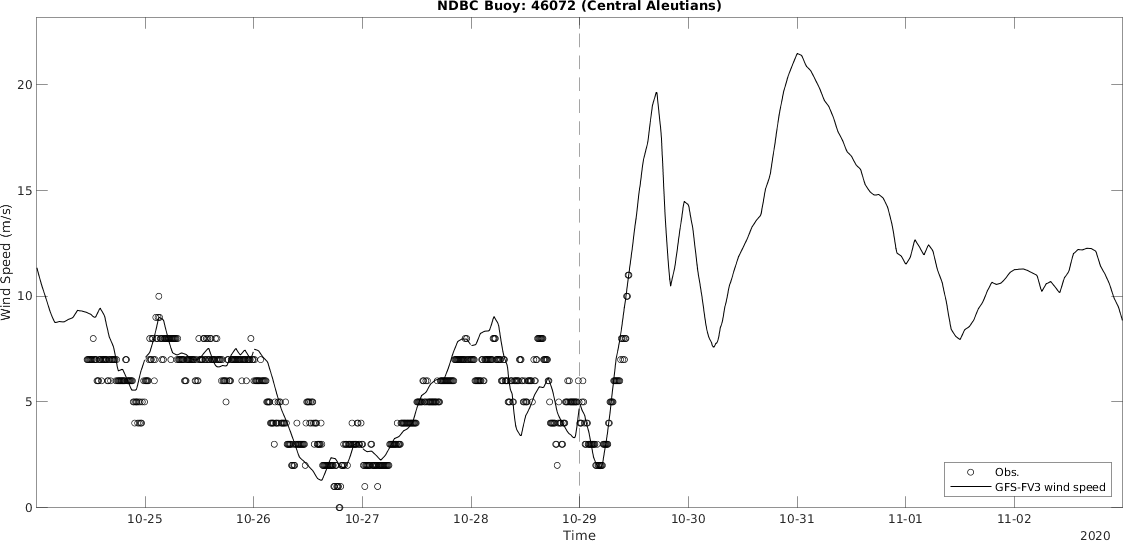 NDBC Buoy: 46072 (Central Aleutians)
Wind Speed (m/s)
20
15
10
5
0
10-25 10-26 10-27 10-28 10-29 10-30 10-31 11-01 11-02
Time
2020
Obs.
GFS-FV3 wind speed